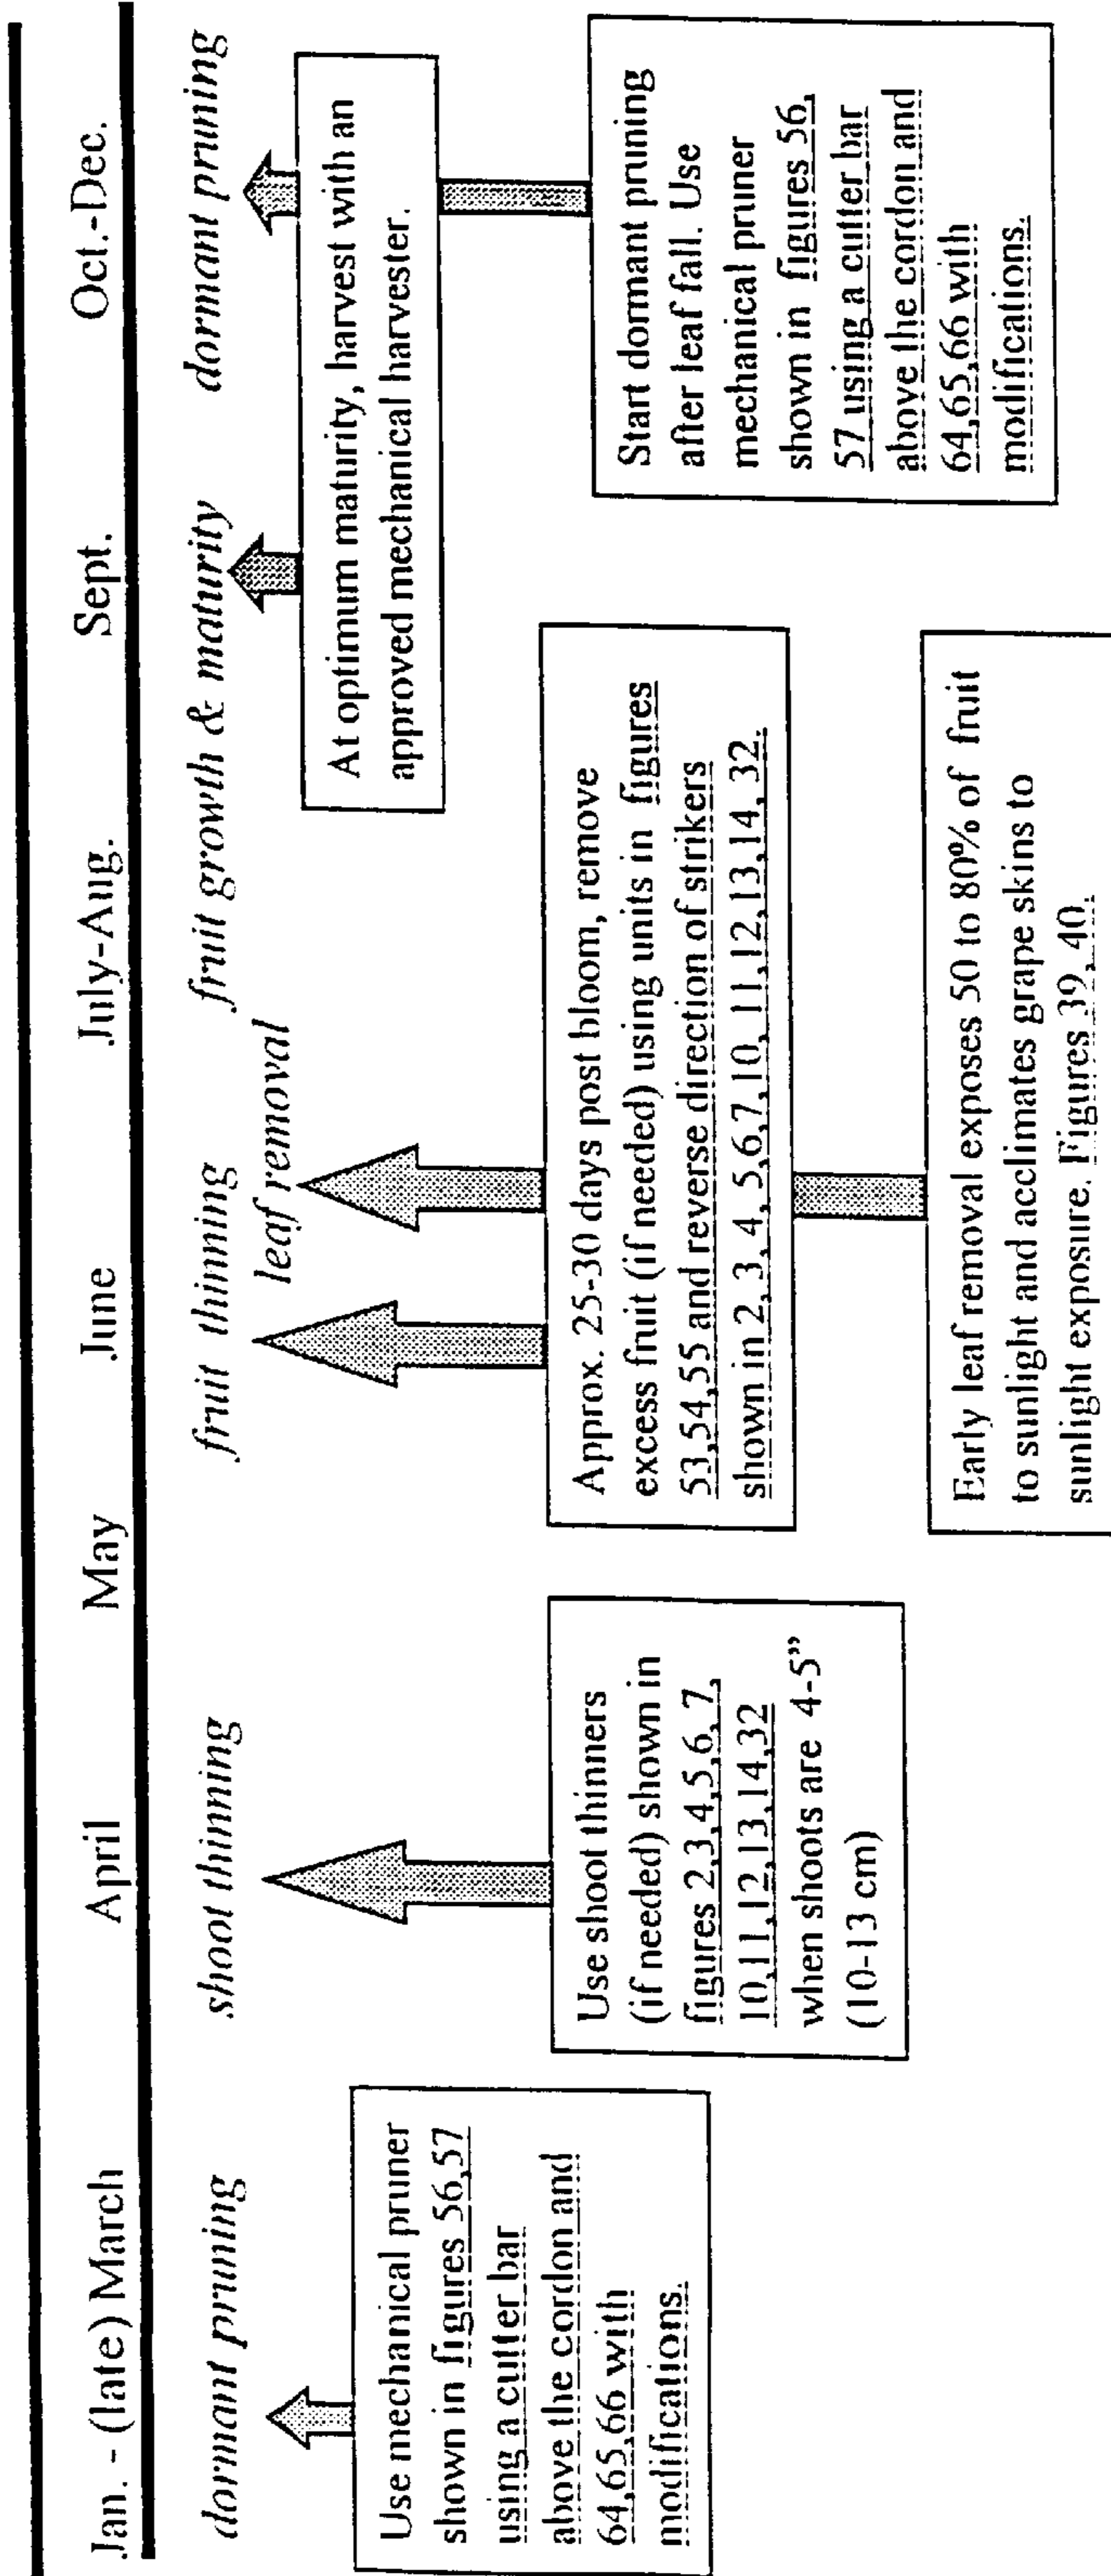 Jan. - (late) March April May June July-Aug. Sept. Oct.-Dec.
dormant pruning shoot thinning fruit thinning fruit growth & maturity dormant pruning
leaf removal
Use mechanical pruner
shown in figures 56,57
using a cutter bar
above the cordon and
64,65,66 with
modifications.
Use shoot thinners
(if needed) shown in
figures 2,3,4,5,6, 7,
10,11,12,13,14,32
when shoots are 4-5”
(10-13 cm)
Approx. 25-30 days post bloom, remove
excess fruit (if needed) using units in figures
53,54,55 and reverse direction of strikers
shown in 2, 3, 4, 5,6,7, 10, 11,12,13,14, 32.
Early leaf removal exposes 50 to 80% of fruit
to sunlight and acclimates grape skins to
sunlight exposure. Figures 39, 40.
At optimum maturity, harvest with an
approved mechanical harvester.
Start dormant pruning
after leaf fall. Use
mechanical pruner
shown in figures 56,
57 using a cutter bar
above the cordon and
64,65,66 with
modifications.